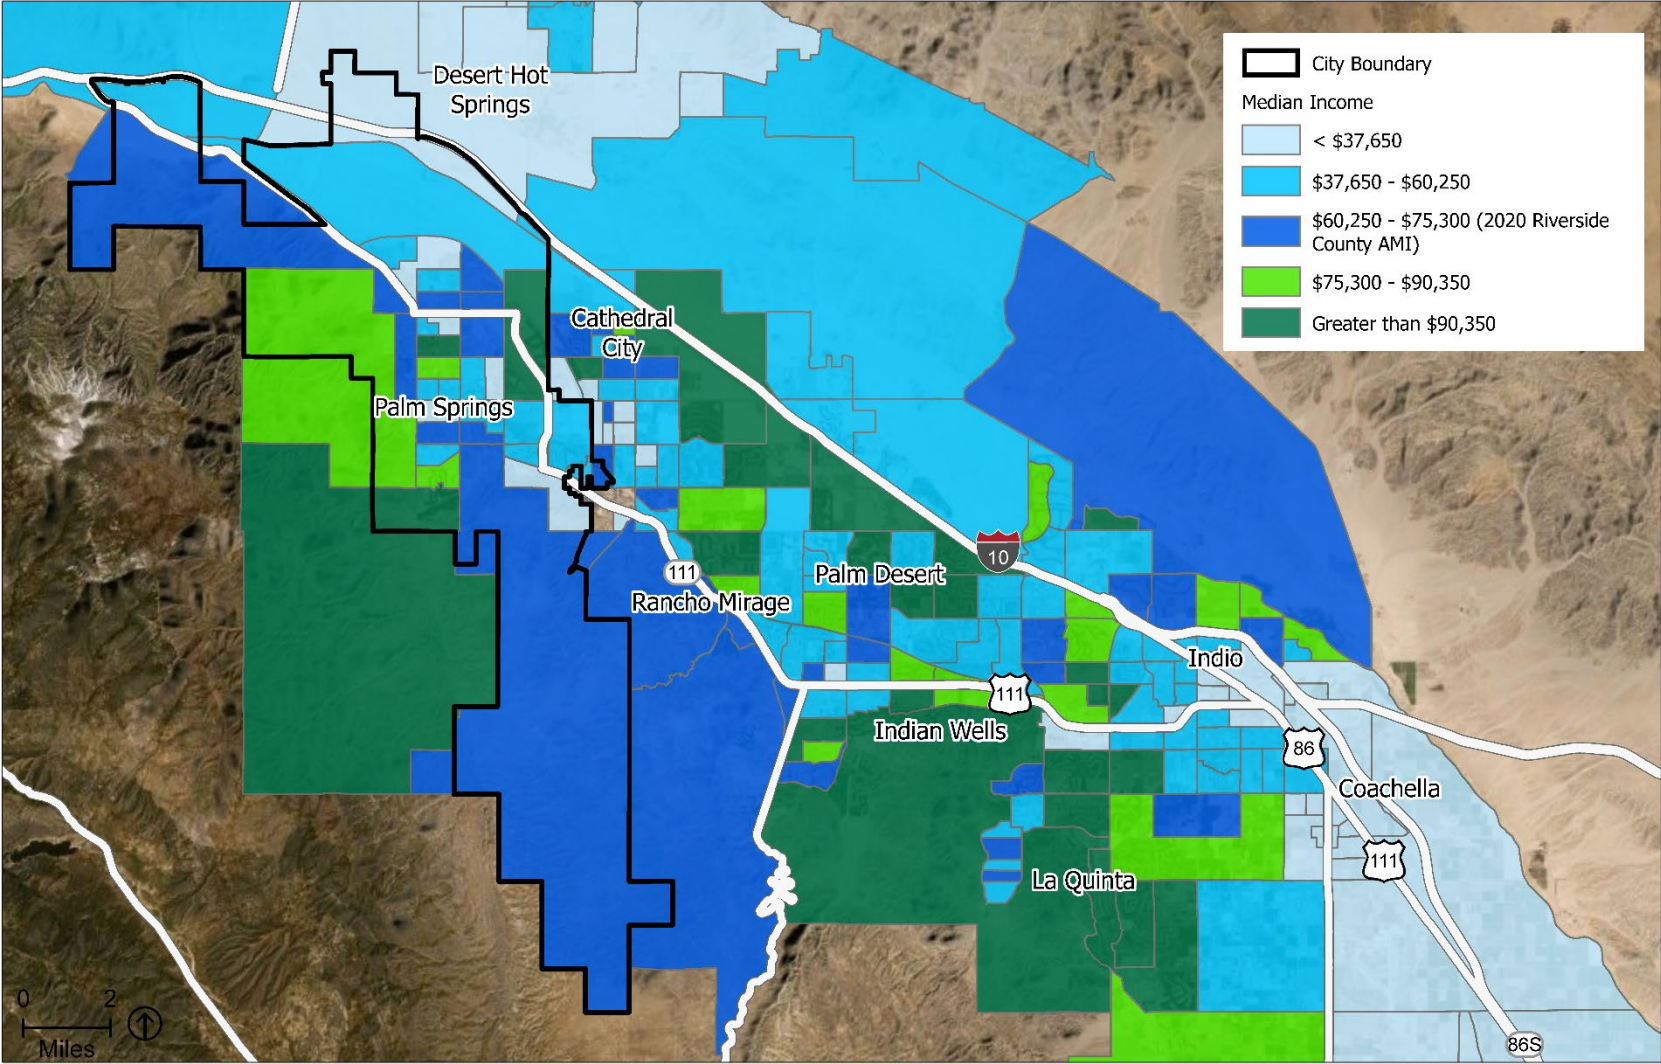 Desert Hot
Springs
City Boundary
Median Income
< $37,650
$37,650 - $60,250
$60,250 - $75,300 (2020 Riverside
County AMI)
$75,300 - $90,350
Greater than $90,350
Cathedral
City
Palm Springs
10
111
Palm Desert
Rancho Mirage
Indio
111
Indian Wells
86
Coachella
111
La Quinta
0 2
Miles
86S